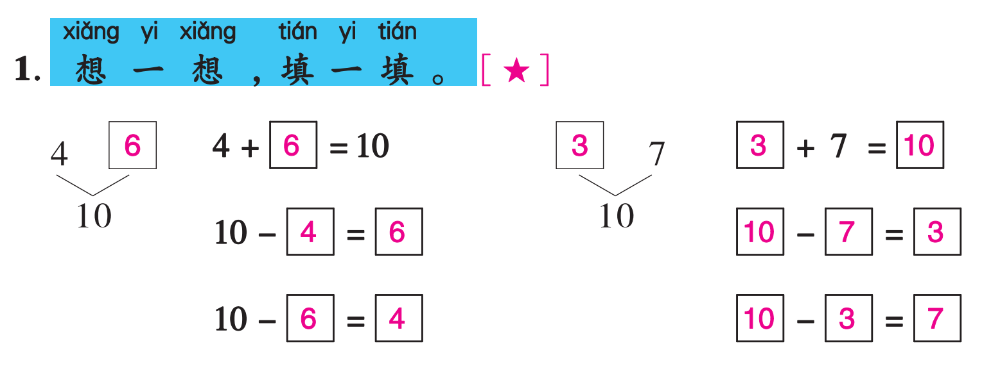 xiǎng yi xiǎng tián yi tián
1. 想一想,填一填。[★]
4 6 4 + 6 = 10 3 7 3 + 7 = 10
10 10
10 − 4 = 6 10 − 7 = 3
10 − 6 = 4 10 − 3 = 7